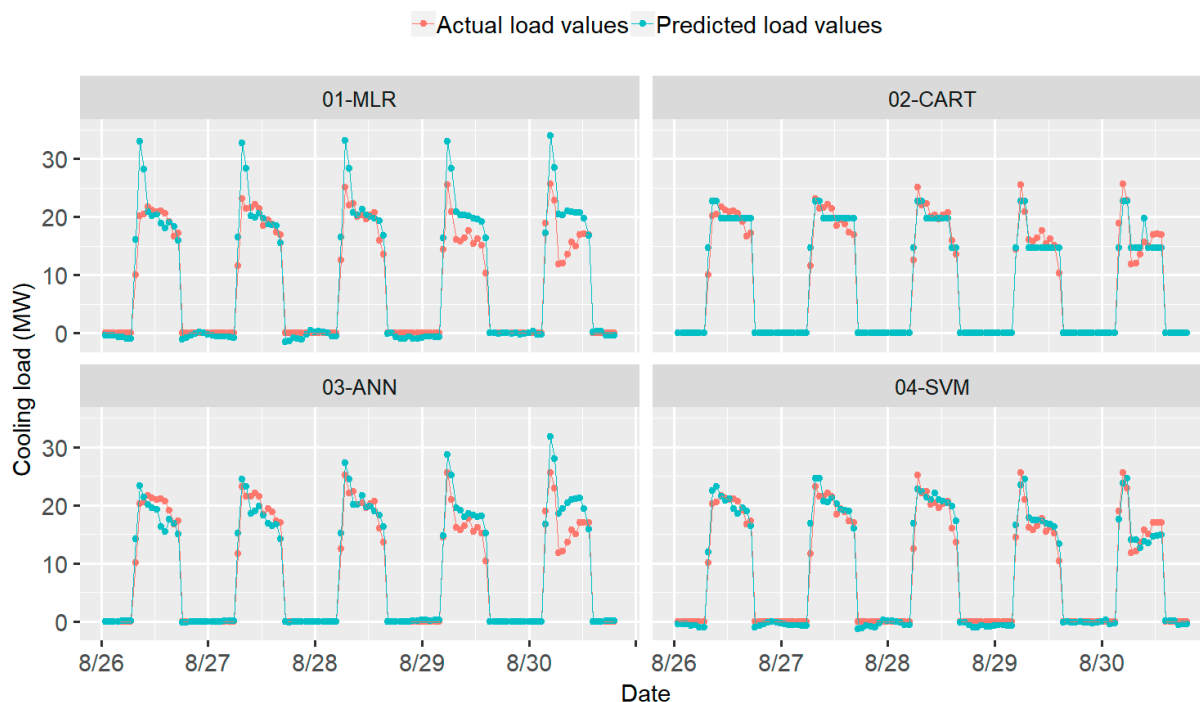 Actual load values Predicted load values
01-MLR 02-CART
30
20
10
0
03-ANN 04-SVM
30
20
10
0
Cooling load (MW)
8/26 8/27 8/28 8/29 8/30 8/26 8/27 8/28 8/29 8/30
Date